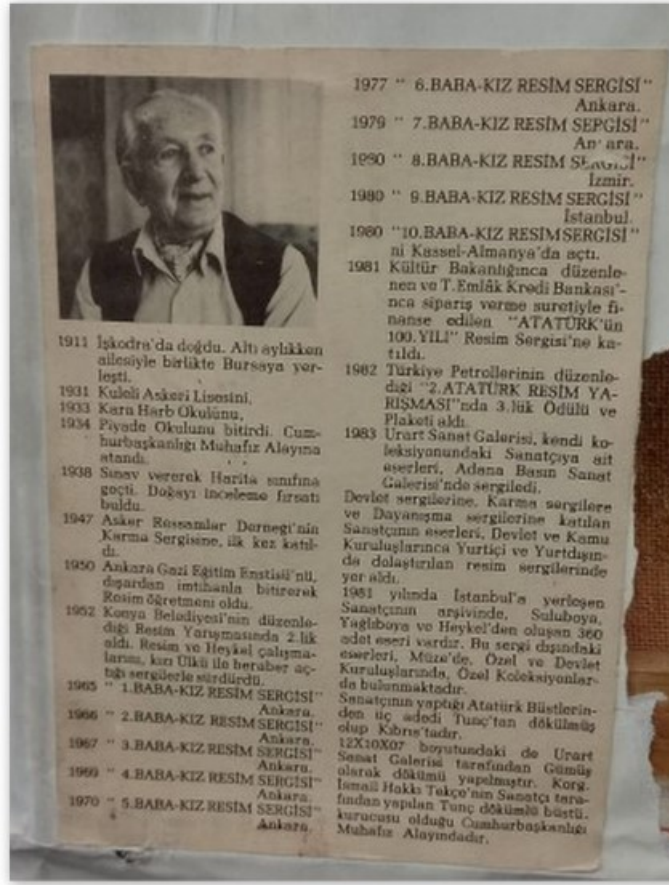 1911 İşkodra'da doğdu. Altı aylıkken
ailesiyle birlikte Bursaya yer-
leşti.
1931 Kuleli Askeri Lisesini,
1933 Kara Harb Okulunu,
1934 Piyade Okulunu bitirdi. Cum-
hurbaşkanlığı Muhafız Alayına
atandı.
1938 Sınav vererek Harita sınıfına
geçti. Doğayı inceleme fırsatı
buldu.
1947 Asker Ressamlar Derneği'nin
Karma Sergisine, ilk kez katıl-
dı.
1950 Ankara Gazi Eğitim Enstisü'nü,
dışardan imtihanla bitirerek
Resim öğretmeni oldu.
1952 Konya Belediyesi'nin düzenle-
diği Resim Yarışmasında 2.lik
aldı. Resim ve Heykel çalışma-
larını, kızı Ülkü ile beraber aç-
tığı sergilerle sürdürdü.
1965 " 1.BABA-KIZ RESİM SERGİSİ"
Ankara.
1966 " 2.BABA-KIZ RESİM SERGİSİ"
Ankara.
1967 " 3.BABA-KIZ RESİM SERGİSİ"
Ankara.
1969 " 4.BABA-KIZ RESİM SERGİSİ"
Ankara.
1970 " 5.BABA-KIZ RESİM SERGİSİ"
Ankara.
1977 " 6.BABA-KIZ RESİM SERGİSİ"
Ankara.
1979 " 7.BABA-KIZ RESİM SERGİSİ"
An ara.
1980 " 8.BABA-KIZ RESİM SERGİSİ"
İzmir.
1980 " 9.BABA-KIZ RESİM SERGİSİ"
İstanbul.
1980 "10.BABA-KIZ RESİM SERGİSİ"
ni Kassel-Almanya'da açtı.
1981 Kültür Bakanlığınca düzenle-
nen ve T.Emlâk Kredi Bankası'-
nca sipariş verme suretiyle fi-
nanse edilen "ATATÜRK'ün
100.YILI" Resim Sergisi'ne ka-
tıldı.
1982 Türkiye Petrollerinin düzenle-
diği "2.ATATÜRK RESİM YA-
RIŞMASI"nda 3.lük Ödülü ve
Plaketi aldı.
1983 Urart Sanat Galerisi, kendi ko-
leksiyonundaki Sanatçıya ait
eserleri, Adana Basın Sanat
Galerisi'nde sergiledi.
Devlet sergilerine, Karma sergilere
ve Dayanışma sergilerine katılan
Sanatçının eserleri, Devlet ve Kamu
Kuruluşlarınca Yurtiçi ve Yurtdışın-
da dolaştırılan resim sergilerinde
yer aldı.
1981 yılında İstanbul'a yerleşen
Sanatçının arşivinde, Suluboya,
Yağlıboya ve Heykel'den oluşan 360
adet eseri vardır. Bu sergi dışındaki
eserleri, Müze'de, Özel ve Devlet
Kuruluşlarında, Özel Koleksiyonlar-
da bulunmaktadır.
Sanatçının yaptığı Atatürk Büstlerin-
den üç adedi Tunç'tan dökülmüş
olup Kıbrıs'tadır.
12X10X07 boyutundaki de Urart
Sanat Galerisi tarafından Gümüş
olarak dökümü yapılmıştır. Korg.
İsmail Hakkı Tekçe'nin Sanatçı tara-
fından yapılan Tunç dökümlü büstü,
kurucusu olduğu Cumhurbaşkanlığı
Muhafız Alayındadır.